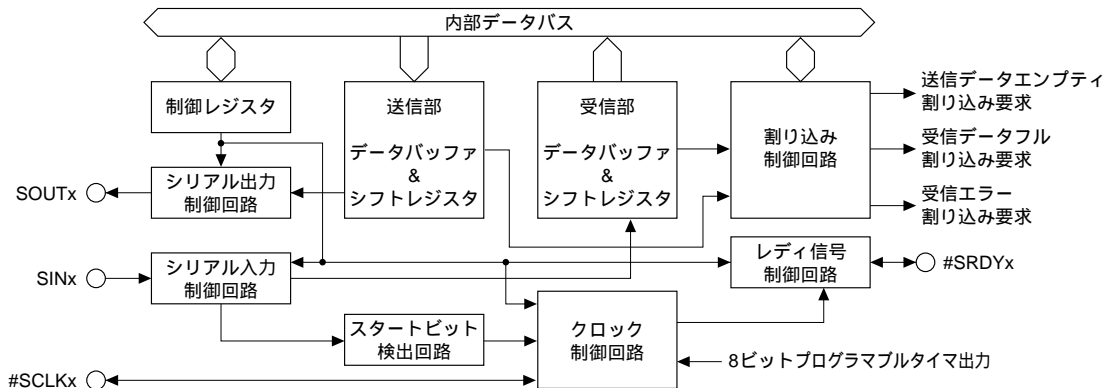 内部データバス
制御レジスタ
送信部
データバッファ
&
シフトレジスタ
受信部
データバッファ
&
シフトレジスタ
割り込み
制御回路
送信データエンプティ
割り込み要求
受信データフル
割り込み要求
受信エラー
割り込み要求
SOUTx
シリアル出力
制御回路
SINx
シリアル入力
制御回路
レディ信号
制御回路
#SRDYx
スタートビット
検出回路
クロック
制御回路
8ビットプログラマブルタイマ出力
#SCLKx